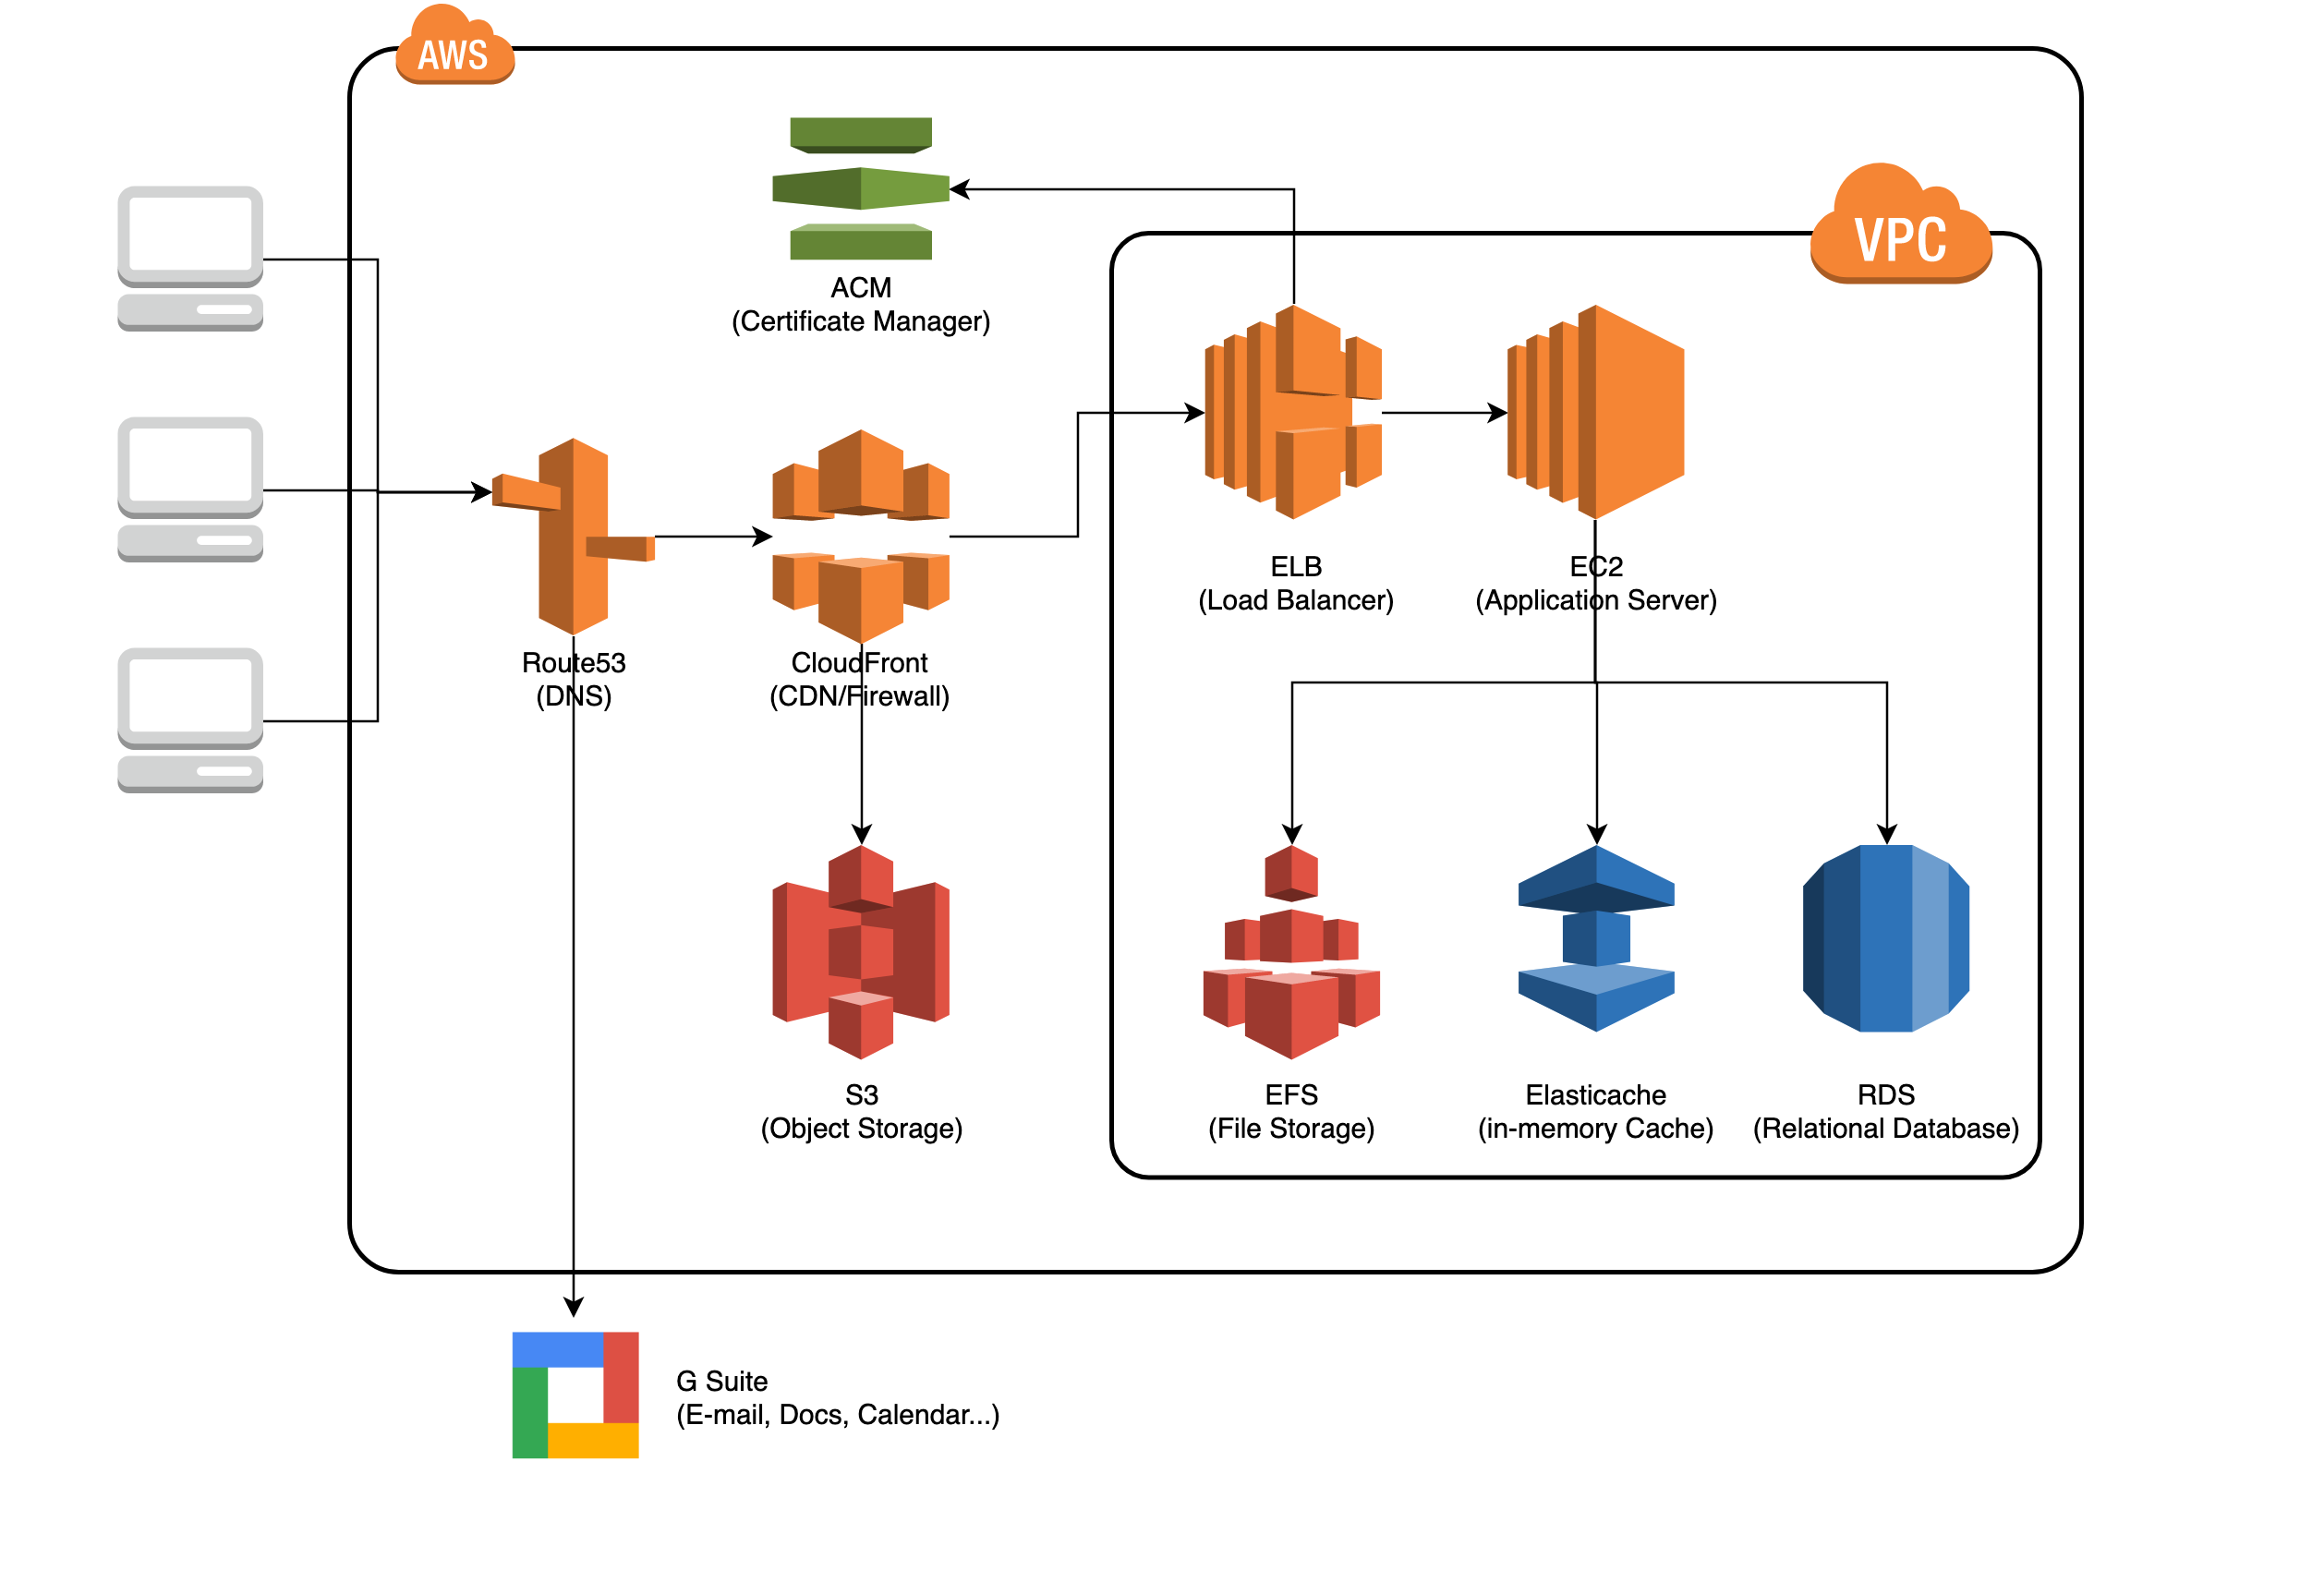 AWS
VPC
ACM
(Certificate Manager)
ELB
(Load Balancer)
EC2
(Application Server)
Route53
(DNS)
CloudFront
(CDN/Firewall)
S3
(Object Storage)
EFS
(File Storage)
Elasticache
(in-memory Cache)
RDS
(Relational Database)
G Suite
(E-mail, Docs, Calendar...)